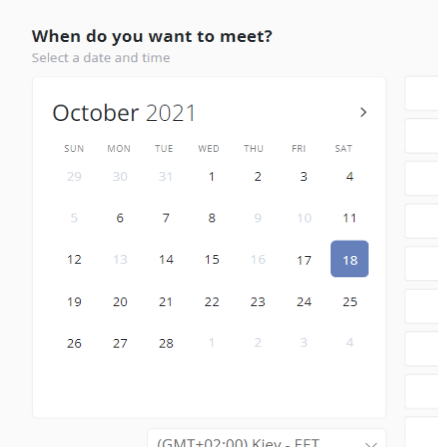 When do you want to meet?
Select a date and time
October 2021
SUN MON TUE WED THU FRI SAT
29 30 31 1 2 3 4
5 6 7 8 9 10 11
12 13 14 15 16 17 18
19 20 21 22 23 24 25
26 27 28 1 2 3 4
(GMT+02:00) Kiev - EET